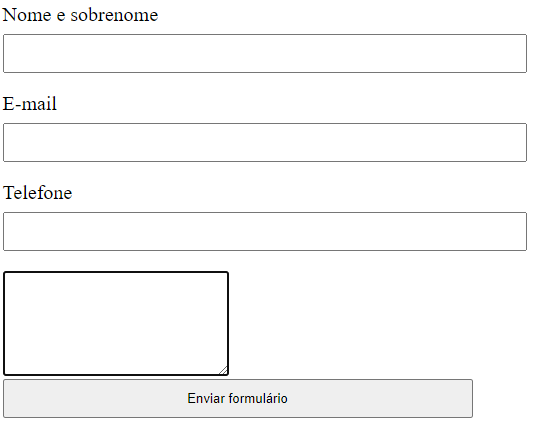 Nome e sobrenome
E-mail
Telefone
Enviar formulário